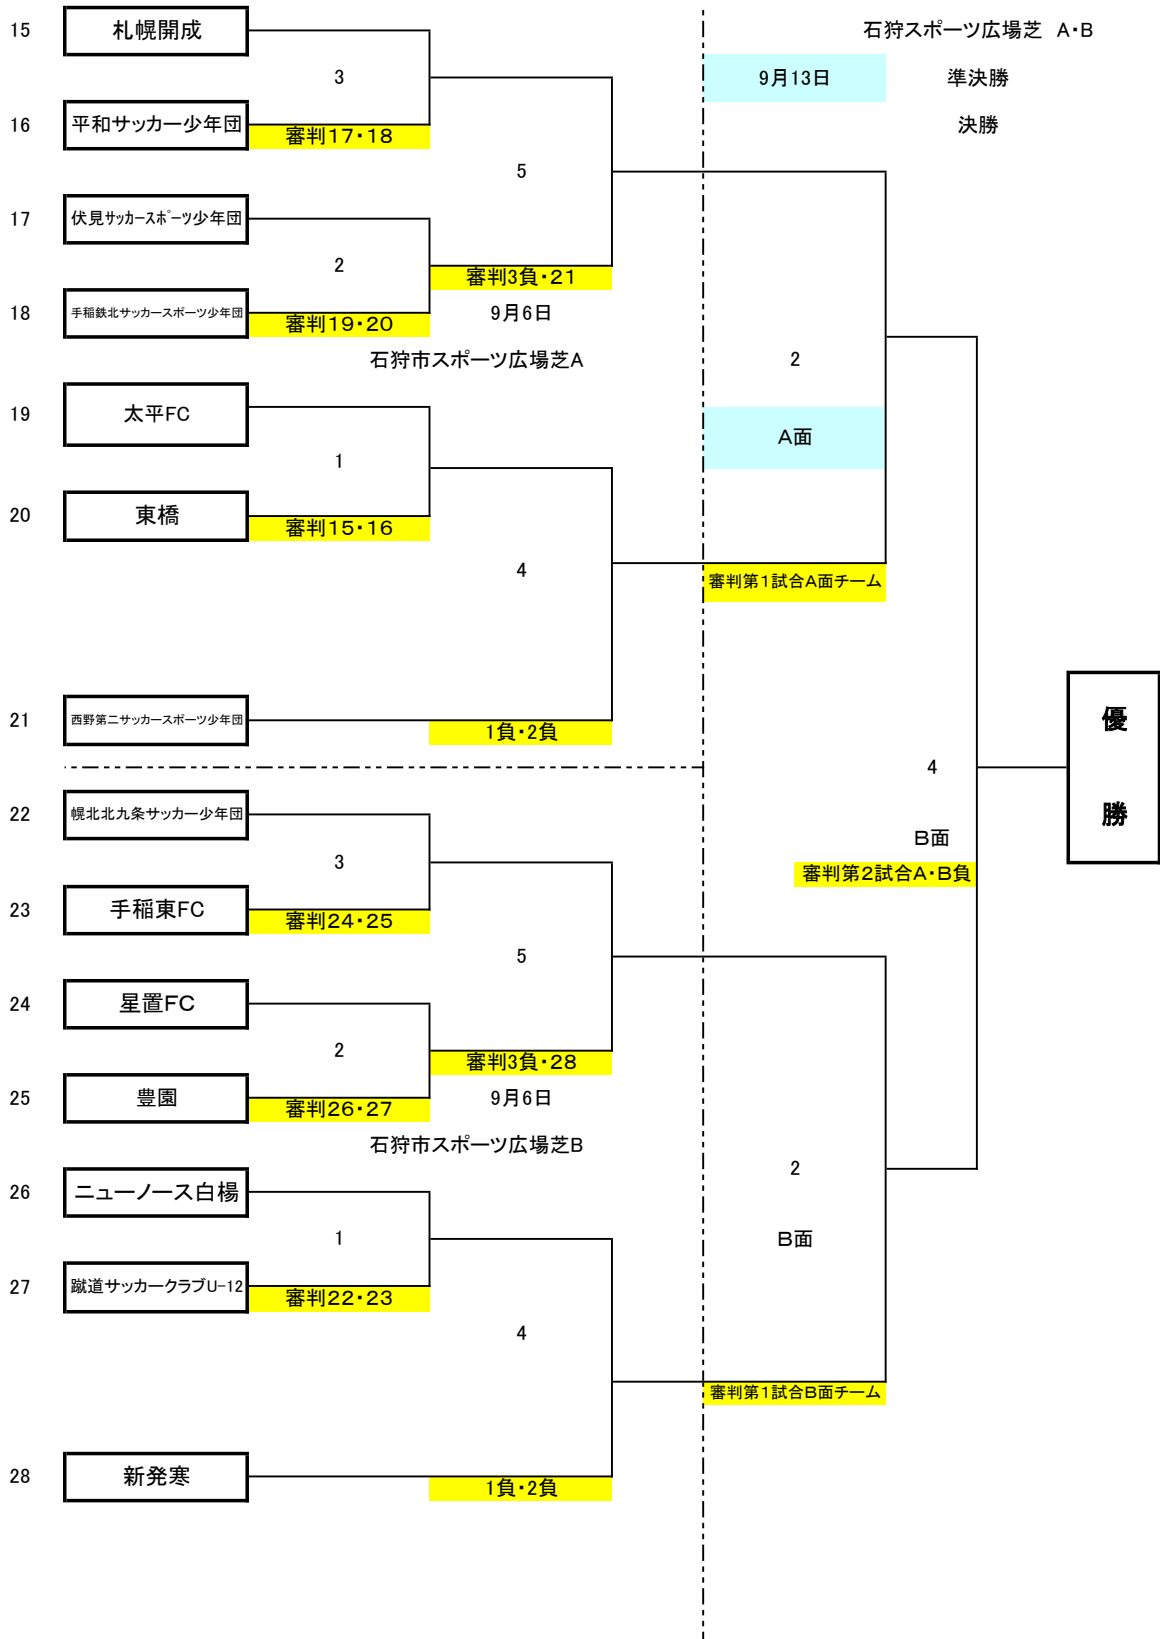 15 札幌開成 石狩スポーツ広場芝 A・B
3 9月13日 準決勝
16 平和サッカー少年団 決勝
審判17・18
5
17 伏見サッカースポーツ少年団
2
審判3負・21
18 手稲鉄北サッカースポーツ少年団 9月6日
審判19・20
石狩市スポーツ広場芝A 2
19 太平FC
A面
1
20 東橋
審判15・16
4
審判第1試合A面チーム
21 西野第二サッカースポーツ少年団 優
1負・2負
4
22 幌北北九条サッカー少年団 勝
B面
3
審判第2試合A・B負
23 手稲東FC
審判24・25
5
24 星置FC
2
審判3負・28
25 豊園 9月6日
審判26・27
石狩市スポーツ広場芝B
2
26 ニューノース白楊
1 B面
27 蹴道サッカークラブU-12
審判22・23
4
審判第1試合B面チーム
28 新発寒
1負・2負